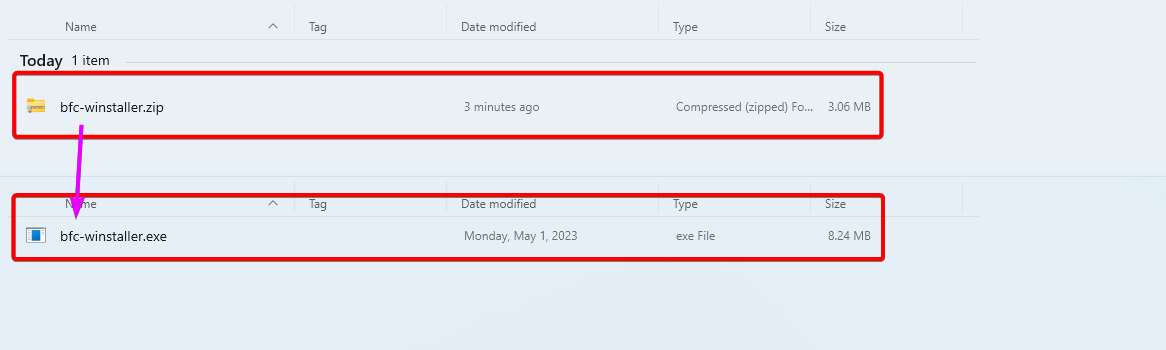 Name Tag Date modified Type Size
Today 1 item
bfc-winstaller.zip 3 minutes ago Compressed (zipped) Fo... 3.06 MB
Name Tag Date modified Type Size
bfc-winstaller.exe Monday, May 1, 2023 exe File 8.24 MB